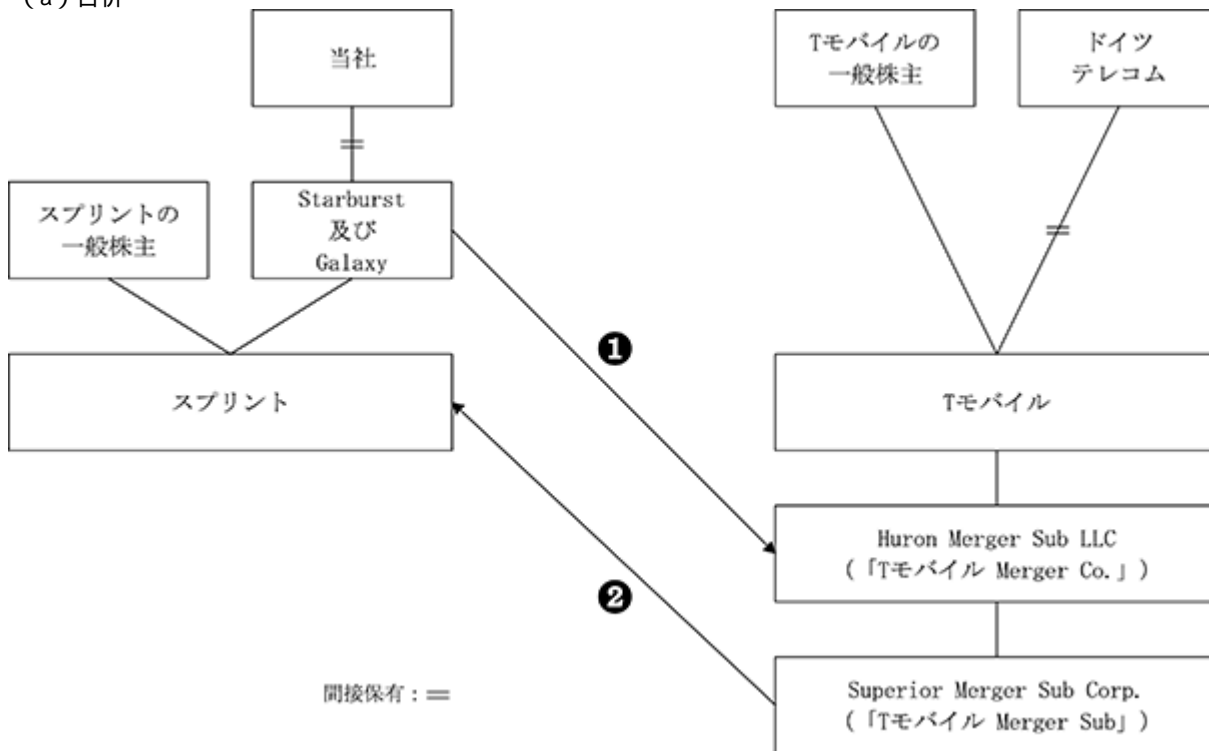 (a)合併
当社
Tモバイルの
一般株主
ドイツ
テレコム
スプリントの
一般株主
Starburst
及び
Galaxy
❶
スプリント
Tモバイル
Huron Merger Sub LLC
(「Tモバイル Merger Co.」)
❷
間接保有：＝
Superior Merger Sub Corp.
(「Tモバイル Merger Sub」)